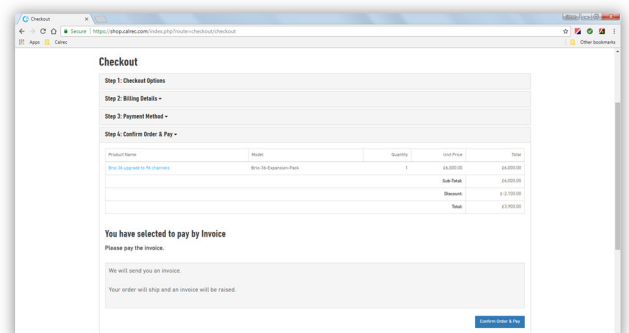 Checkout
Secure | https://shop.calrec.com/index.php?route=checkout/checkout
Apps Calrec Other bookmarks
Checkout
Step 1: Checkout Options
Step 2: Billing Details
Step 3: Payment Method
Step 4: Confirm Order & Pay
Product Name Model Quantity Unit Price Total
Brio 36 upgrade to 96 channels Brio-36-Expansion-Pack 1 £6,000.00 £6,000.00
Sub-Total: £6,000.00
Discount: £-2,100.00
Total: £3,900.00
You have selected to pay by Invoice
Please pay the invoice.
We will send you an invoice.
Your order will ship and an invoice will be raised.
Confirm Order & Pay